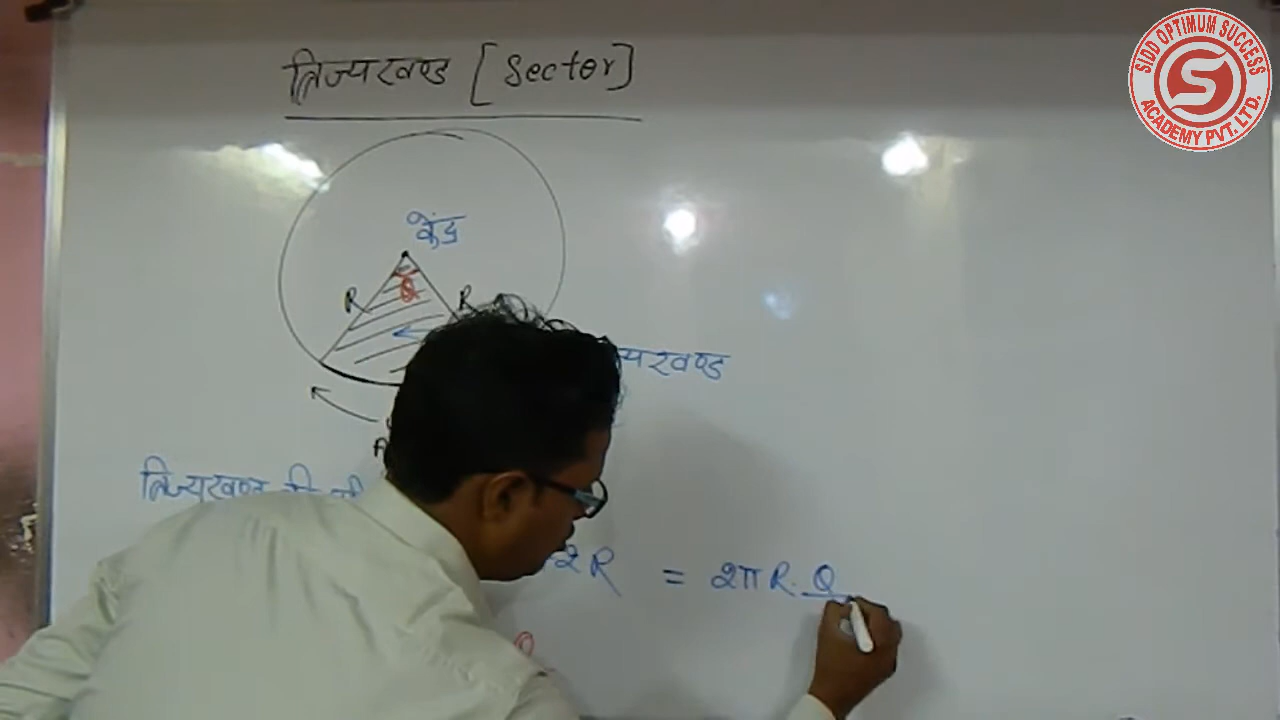 त्रिज्यखण्ड [Sector]
केंद्र
R
θ
R
त्रिज्यखण्ड की
2R = 2πR. θ
SIDD OPTIMUM SUCCESS
ACADEMY PVT. LTD.
S